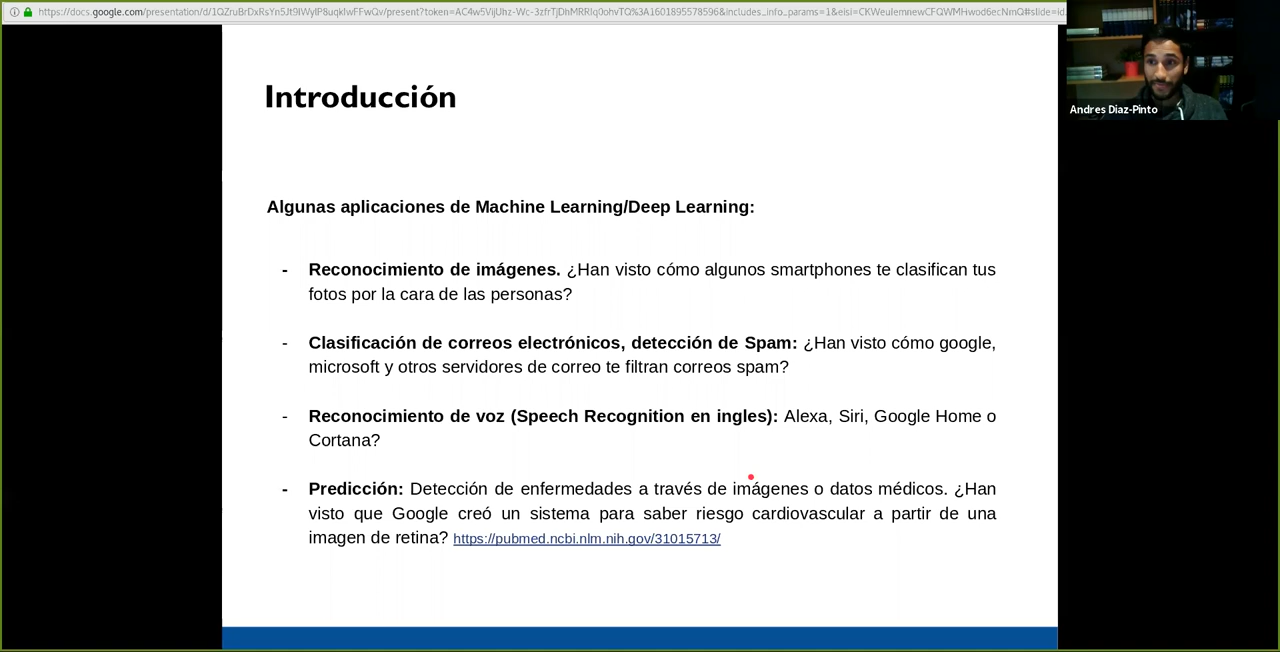 Andres Diaz-Pinto
Introducción
Algunas aplicaciones de Machine Learning/Deep Learning:
- Reconocimiento de imágenes. ¿Han visto cómo algunos smartphones te clasifican tus
fotos por la cara de las personas?
- Clasificación de correos electrónicos, detección de Spam: ¿Han visto cómo google,
microsoft y otros servidores de correo te filtran correos spam?
- Reconocimiento de voz (Speech Recognition en ingles): Alexa, Siri, Google Home o
Cortana?
- Predicción: Detección de enfermedades a través de imágenes o datos médicos. ¿Han
visto que Google creó un sistema para saber riesgo cardiovascular a partir de una
imagen de retina? https://pubmed.ncbi.nlm.nih.gov/31015713/